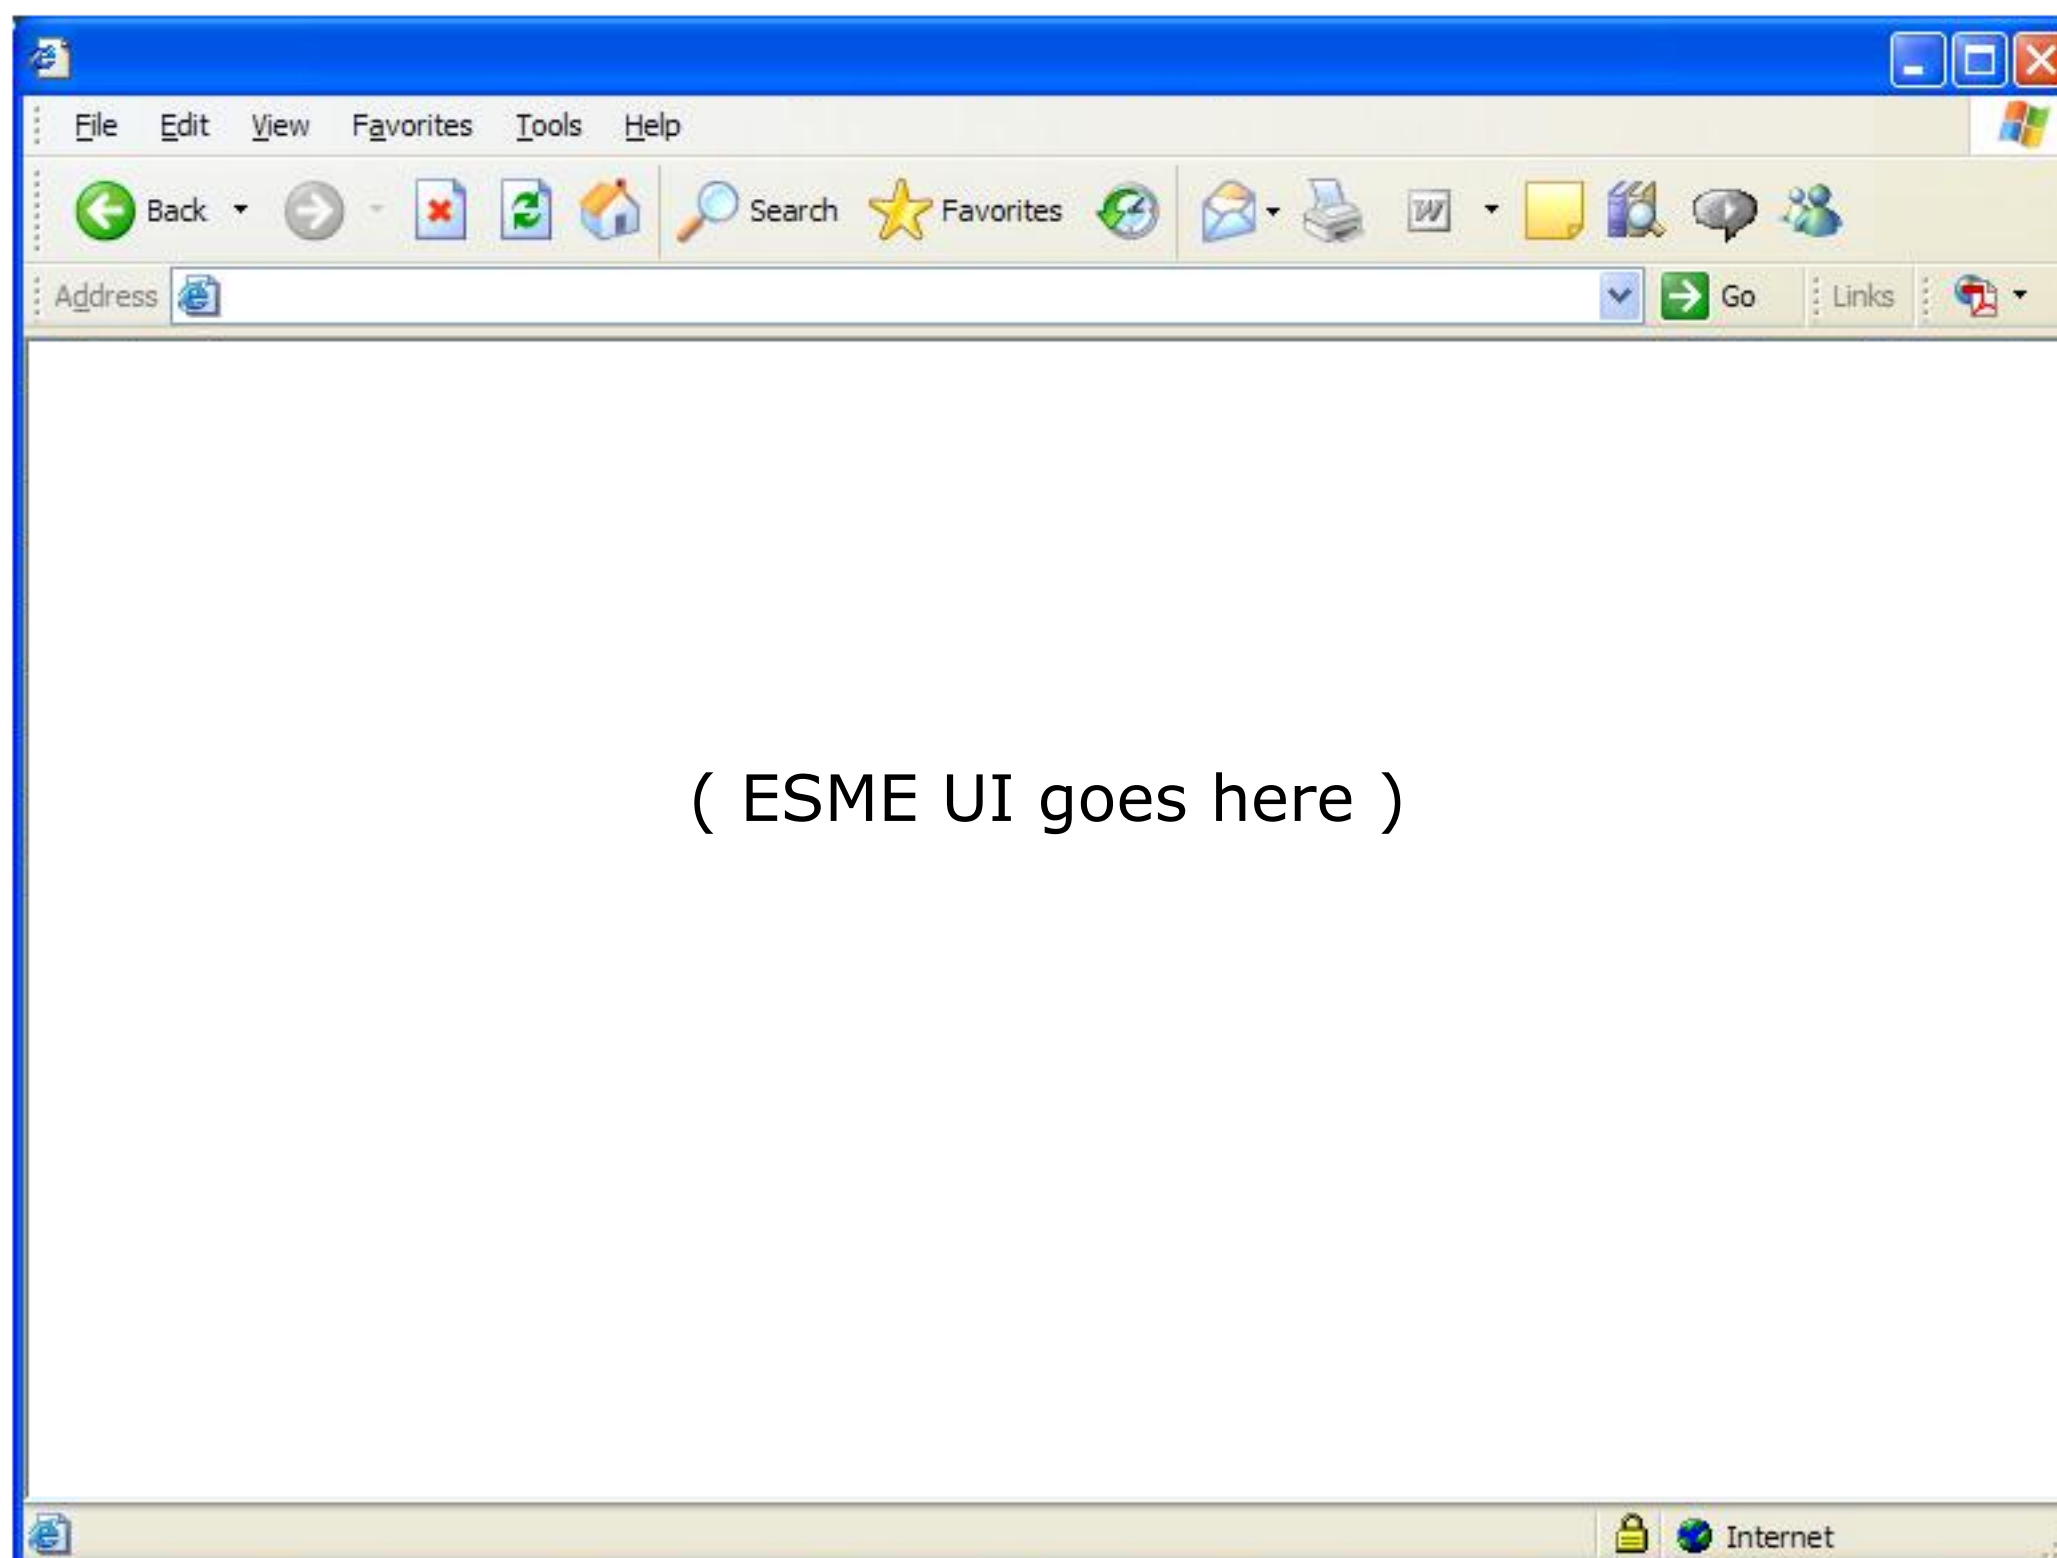 File Edit View Favorites Tools Help
Back Search Favorites W
Address Go Links
( ESME UI goes here )
Internet